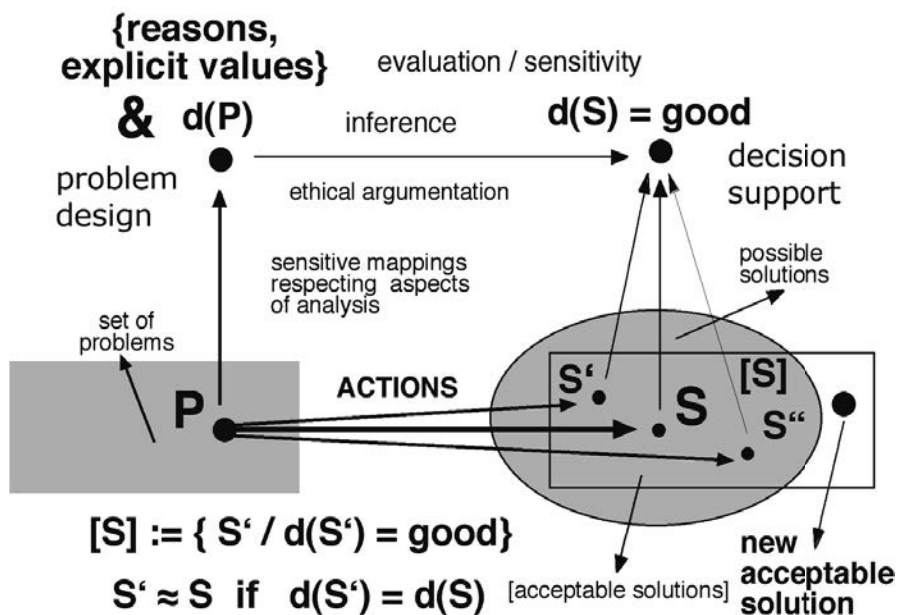 {reasons,
explicit values}
& d(P)
evaluation / sensitivity
inference
d(S) = good
ethical argumentation
problem
design
decision
support
sensitive mappings
respecting aspects
of analysis
possible
solutions
set of
problems
P
ACTIONS
S‘
S
[S]
S“
[S] := { S‘ / d(S‘) = good}
S‘ ≈ S if d(S‘) = d(S)
[acceptable solutions]
new
acceptable
solution